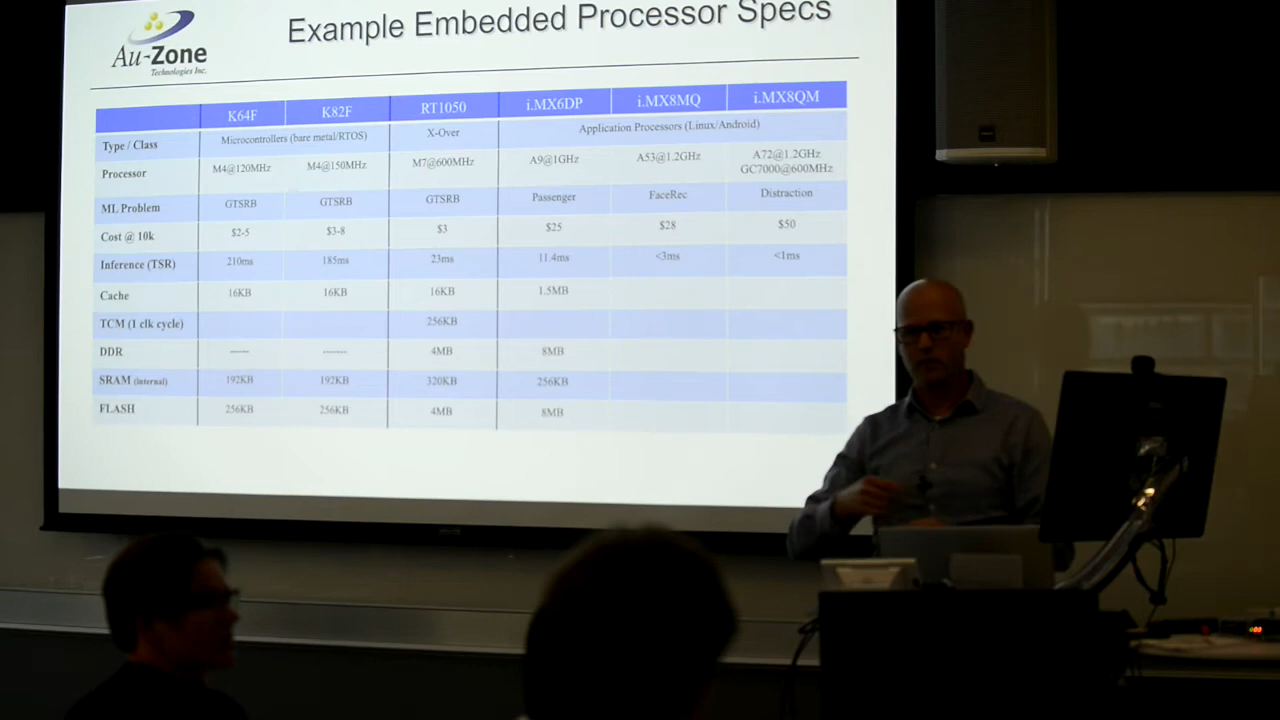 Au-Zone
Technologies Inc.
Example Embedded Processor Specs
K64F K82F RT1050 i.MX6DP i.MX8MQ i.MX8QM
Type / Class Microcontrollers (bare metal/RTOS) X-Over Application Processors (Linux/Android)
Processor M4@120MHz M4@150MHz M7@600MHz A9@1GHz A53@1.2GHz A72@1.2GHz
GC7000@600MHz
ML Problem GTSRB GTSRB GTSRB Passenger FaceRec Distraction
Cost @ 10k $2-5 $3-8 $3 $25 $28 $50
Inference (TSR) 210ms 185ms 23ms 11.4ms <3ms <1ms
Cache 16KB 16KB 16KB 1.5MB
TCM (1 clk cycle) 256KB
DDR ----- ------- 4MB 8MB
SRAM (internal) 192KB 192KB 320KB 256KB
FLASH 256KB 256KB 4MB 8MB